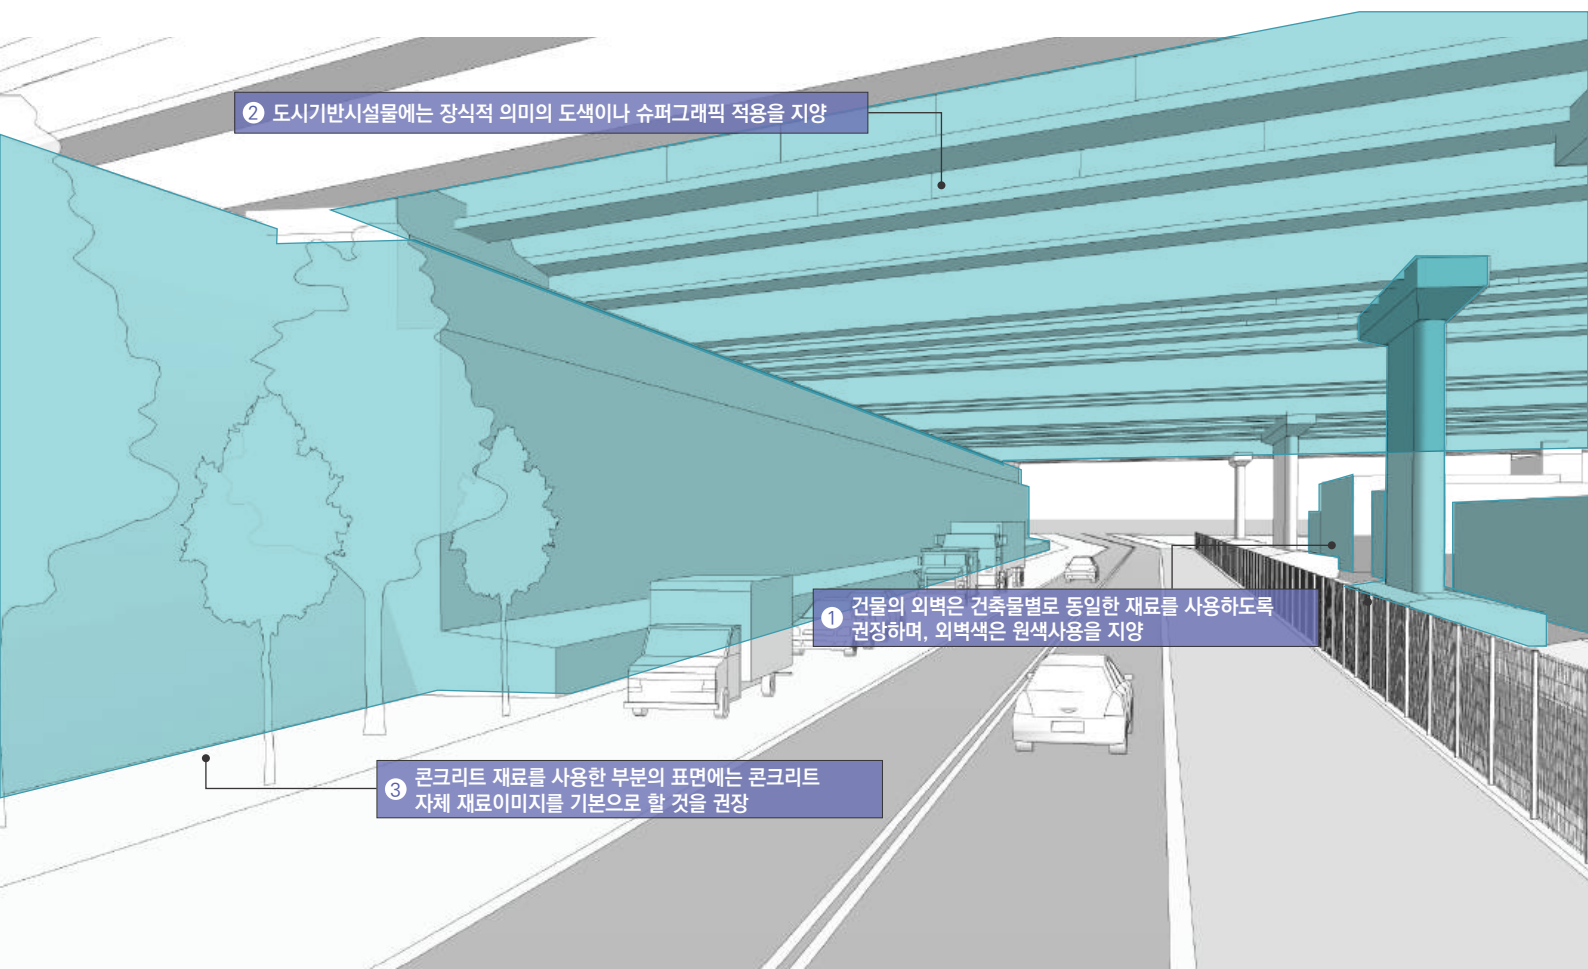 ② 도시기반시설물에는 장식적 의미의 도색이나 슈퍼그래픽 적용을 지양
① 건물의 외벽은 건축물별로 동일한 재료를 사용하도록
권장하며, 외벽색은 원색사용을 지양
③ 콘크리트 재료를 사용한 부분의 표면에는 콘크리트
자체 재료이미지를 기본으로 할 것을 권장